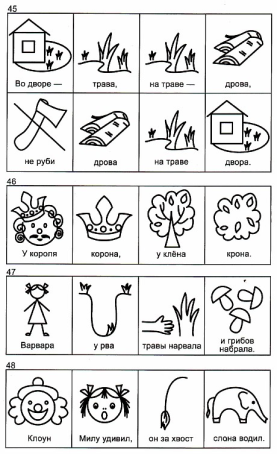 45
Во дворе — трава, на траве — дрова,
не руби дрова на траве двора.
46
У короля корона, у клёна крона.
47
Варвара у рва травы нарвала и грибов
набрала.
48
Клоун Милу удивил, он за хвост слона водил.